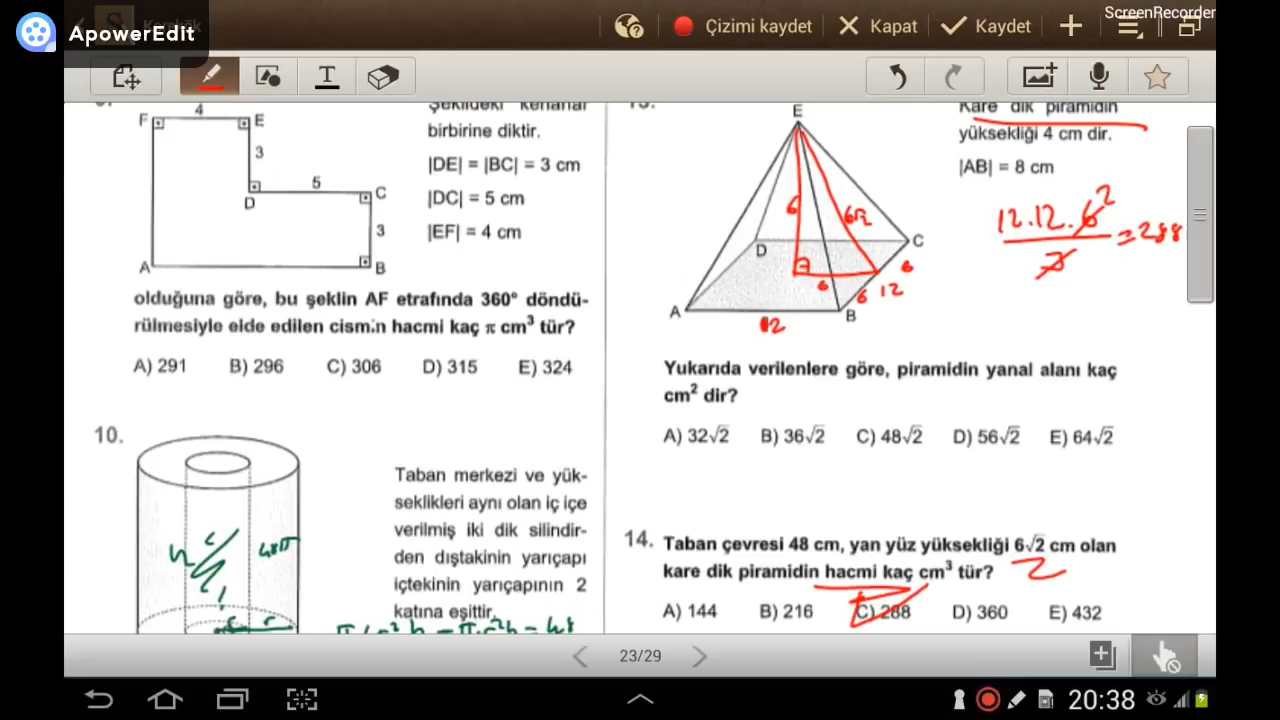 ApowerEdit
Çizimi kaydet
Kapat
Kaydet
ScreenRecorder
T
4
F
E
3
5
D
C
3
A
B
Şekildeki kenarlar
birbirine diktir.
|DE| = |BC| = 3 cm
|DC| = 5 cm
|EF| = 4 cm
olduğuna göre, bu şeklin AF etrafında 360° döndü-
rülmesiyle elde edilen cismin hacmi kaç π cm³ tür?
A) 291 B) 296 C) 306 D) 315 E) 324
10.
h
48π
r
r
Taban merkezi ve yük-
seklikleri aynı olan iç içe
verilmiş iki dik silindir-
den dıştakinin yarıçapı
içtekinin yarıçapının 2
katına eşittir.
E
D
C
A
B
6
6√2
6
6
6
12
12
Kare dik piramidin
yüksekliği 4 cm dir.
|AB| = 8 cm
12.12.6²
3
=288
Yukarıda verilenlere göre, piramidin yanal alanı kaç
cm² dir?
A) 32√2 B) 36√2 C) 48√2 D) 56√2 E) 64√2
14. Taban çevresi 48 cm, yan yüz yüksekliği 6√2 cm olan
kare dik piramidin hacmi kaç cm³ tür?
A) 144 B) 216 C) 288 D) 360 E) 432
23/29
20:38